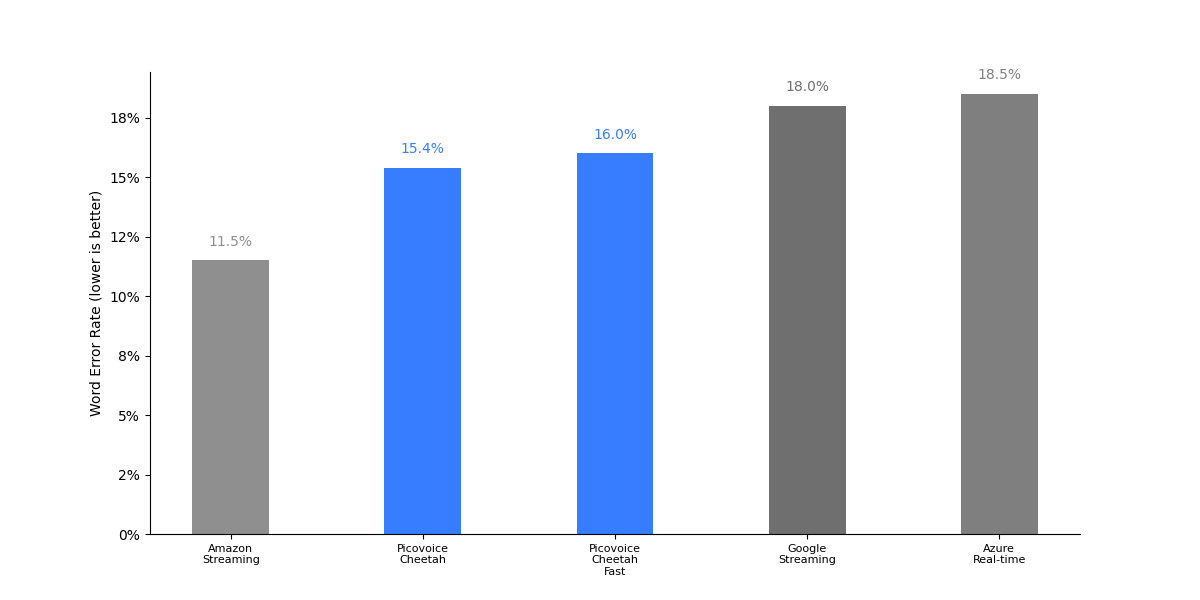 18.5%
18.0%
16.0%
15.4%
11.5%
Word Error Rate (lower is better)
18%
15%
12%
10%
8%
5%
2%
0%
Amazon
Streaming
Picovoice
Cheetah
Picovoice
Cheetah
Fast
Google
Streaming
Azure
Real-time